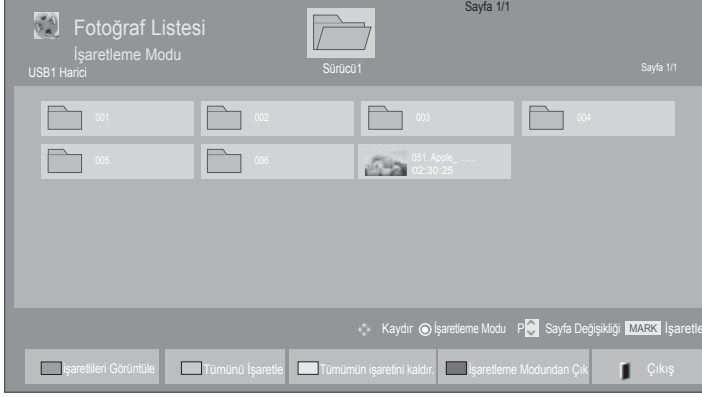 Sayfa 1/1
Fotoğraf Listesi
İşaretleme Modu
USB1 Harici
Sürücü1
Sayfa 1/1
001
002
003
004
005
006
051. Apple_ ......
02:30:25
Kaydır İşaretleme Modu P Sayfa Değişikliği MARK İşaretle
işaretlileri Görüntüle
Tümünü İşaretle
Tümümün işaretini kaldır.
İşaretleme Modundan Çık
Çıkış